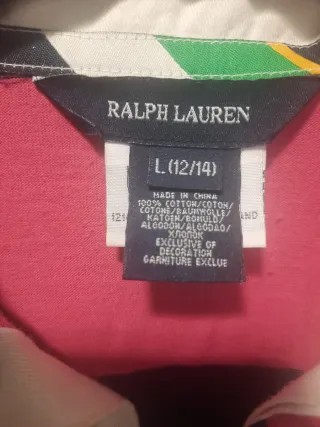 RALPH LAUREN
L (12/14)
MADE IN CHINA
100% COTTON/COTON/
COTONE/BAUMWOLLE/
KATOEN/BOMULD/
ALGODON/ALGODAO/
ХЛОПОК
EXCLUSIVE OF
DECORATION
GARNITURE EXCLUE